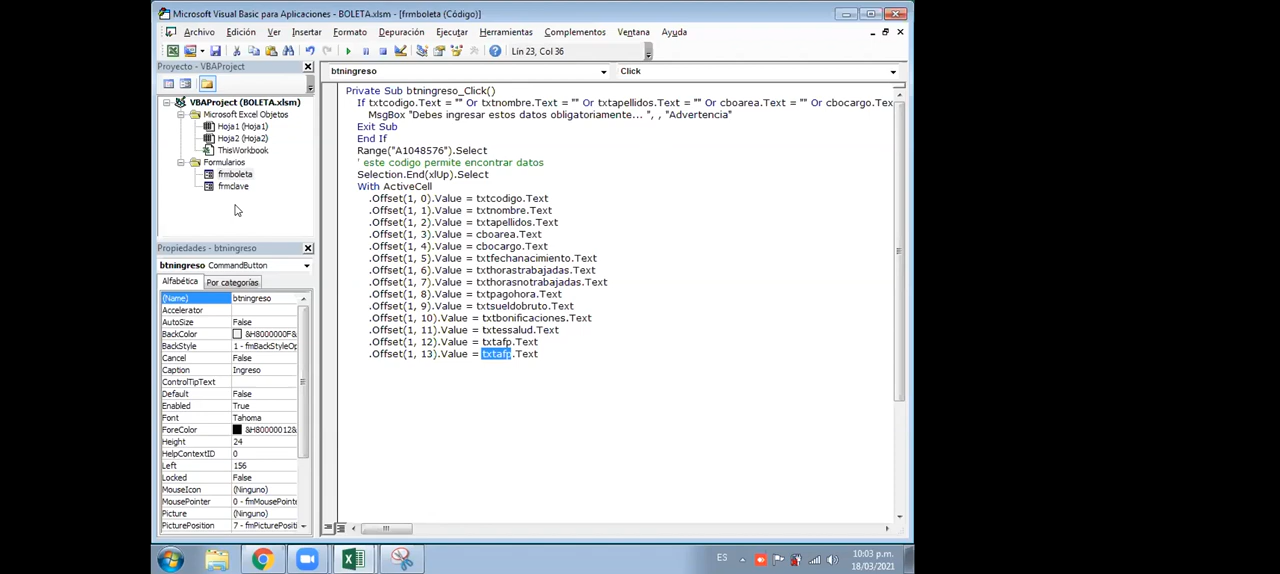 Microsoft Visual Basic para Aplicaciones - BOLETA.xlsm - [frmboleta (Código)]
Archivo Edición Ver Insertar Formato Depuración Ejecutar Herramientas Complementos Ventana Ayuda
Lín 23, Col 36
Proyecto - VBAProject
VBAProject (BOLETA.xlsm)
Microsoft Excel Objetos
Hoja1 (Hoja1)
Hoja2 (Hoja2)
ThisWorkbook
Formularios
frmboleta
frmclave
Propiedades - btningreso
btningreso CommandButton
Alfabética Por categorías
(Name) btningreso
Accelerator
AutoSize False
BackColor &H8000000F&
BackStyle 1 - fmBackStyleOp
Cancel False
Caption Ingreso
ControlTipText
Default False
Enabled True
Font Tahoma
ForeColor &H80000012&
Height 24
HelpContextID 0
Left 156
Locked False
MouseIcon (Ninguno)
MousePointer 0 - fmMousePointe
Picture (Ninguno)
PicturePosition 7 - fmPicturePositi
btningreso Click
Private Sub btningreso_Click()
If txtcodigo.Text = "" Or txtnombre.Text = "" Or txtapellidos.Text = "" Or cboarea.Text = "" Or cbocargo.Tex
MsgBox "Debes ingresar estos datos obligatoriamente... ", , "Advertencia"
Exit Sub
End If
Range("A1048576").Select
' este codigo permite encontrar datos
Selection.End(xlUp).Select
With ActiveCell
.Offset(1, 0).Value = txtcodigo.Text
.Offset(1, 1).Value = txtnombre.Text
.Offset(1, 2).Value = txtapellidos.Text
.Offset(1, 3).Value = cboarea.Text
.Offset(1, 4).Value = cbocargo.Text
.Offset(1, 5).Value = txtfechanacimiento.Text
.Offset(1, 6).Value = txthorastrabajadas.Text
.Offset(1, 7).Value = txthorasnotrabajadas.Text
.Offset(1, 8).Value = txtpagohora.Text
.Offset(1, 9).Value = txtsueldobruto.Text
.Offset(1, 10).Value = txtbonificaciones.Text
.Offset(1, 11).Value = txtessalud.Text
.Offset(1, 12).Value = txtafp.Text
.Offset(1, 13).Value = txtafp.Text
ES
10:03 p.m.
18/03/2021